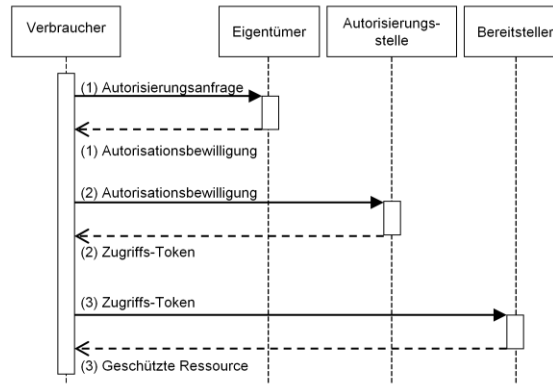 Verbraucher
Eigentümer
Autorisierungs-
stelle
Bereitsteller
(1) Autorisierungsanfrage
(1) Autorisationsbewilligung
(2) Autorisationsbewilligung
(2) Zugriffs-Token
(3) Zugriffs-Token
(3) Geschützte Ressource